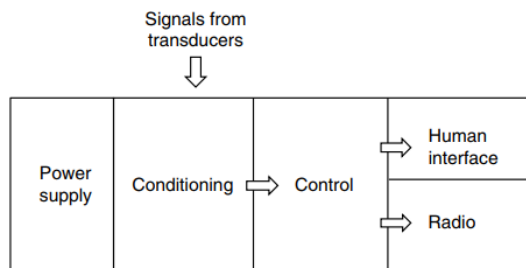 Signals from
transducers
Power
supply
Conditioning
Control
Human
interface
Radio